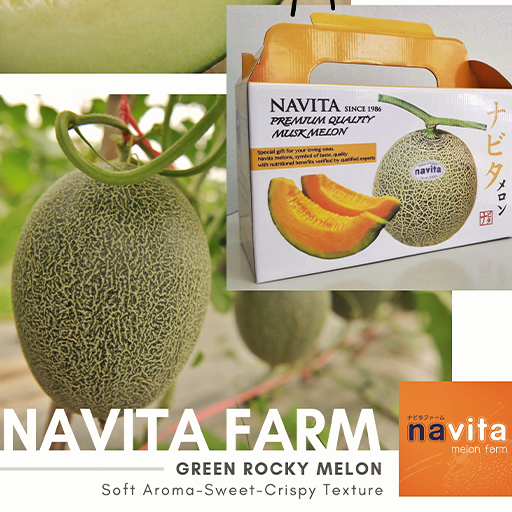 NAVITA SINCE 1986
PREMIUM QUALITY
MUSKMELON
Special gift for your loving ones.
Navita melons, symbol of taste, quality
with nutritional benefits verified by qualified experts
navita
ナビタメロン
NAVITA FARM
GREEN ROCKY MELON
Soft Aroma-Sweet-Crispy Texture
ナビタファーム
navita
melon farm